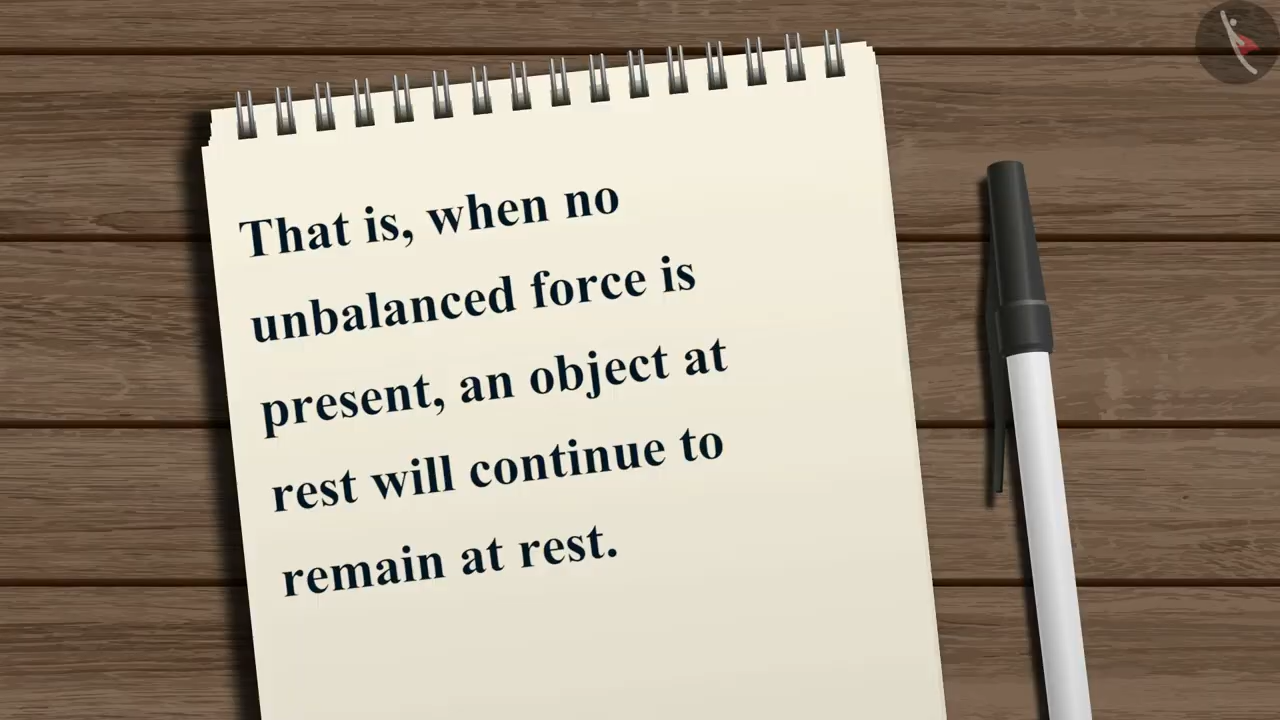 That is, when no
unbalanced force is
present, an object at
rest will continue to
remain at rest.